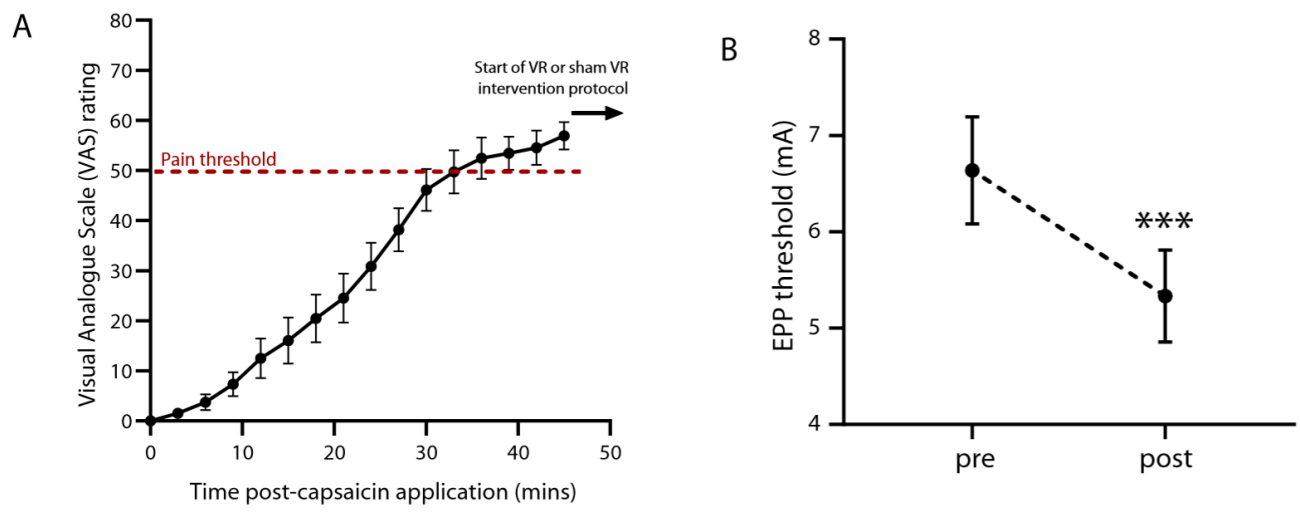 A
Visual Analogue Scale (VAS) rating
80
70
60
50
40
30
20
10
0
Start of VR or sham VR
intervention protocol
Pain threshold
0
10
20
30
40
50
Time post-capsaicin application (mins)
B
EPP threshold (mA)
8
7
6
5
4
***
pre
post